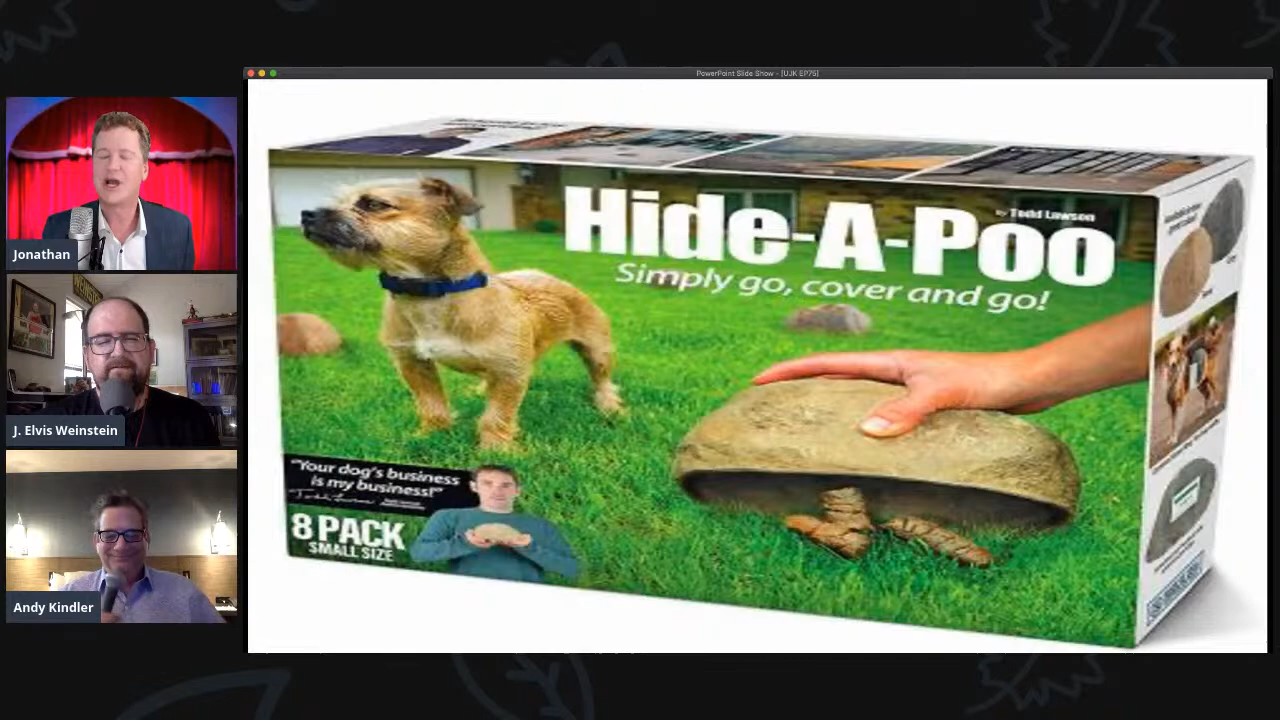 PowerPoint Slide Show - [UJK EP75]
Jonathan
J. Elvis Weinstein
Andy Kindler
Hide-A-Poo
by Todd Lawson
Simply go, cover and go!
"Your dog's business
is my business!"
8 PACK
SMALL SIZE